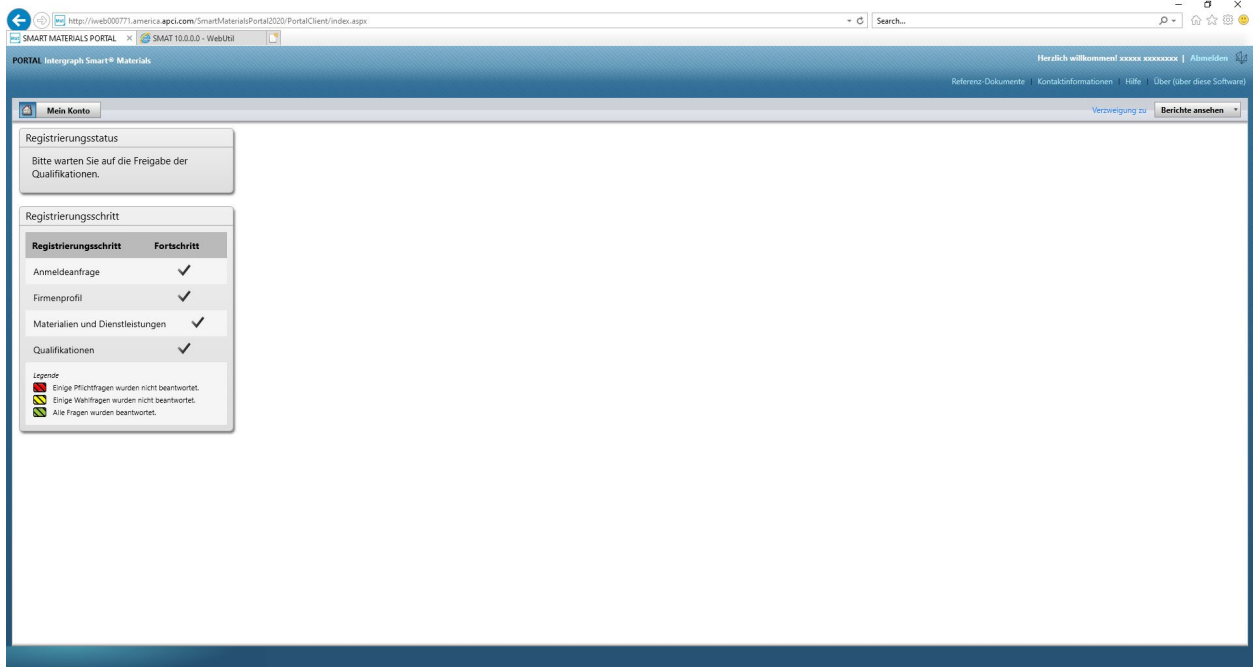 http://iweb000771.america.apci.com/SmartMaterialsPortal2020/PortalClient/index.aspx
Search...
SMART MATERIALS PORTAL
SMAT 10.0.0.0 - WebUtil
PORTAL Intergraph Smart® Materials
Herzlich willkommen! xxxxx xxxxxxxx | Abmelden
Referenz-Dokumente | Kontaktinformationen | Hilfe | Über (über diese Software)
Mein Konto
Verzweigung zu Berichte ansehen
Registrierungsstatus
Bitte warten Sie auf die Freigabe der
Qualifikationen.
Registrierungsschritt
Registrierungsschritt Fortschritt
Anmeldeanfrage
Firmenprofil
Materialien und Dienstleistungen
Qualifikationen
Legende
Einige Pflichtfragen wurden nicht beantwortet.
Einige Wahlfragen wurden nicht beantwortet.
Alle Fragen wurden beantwortet.